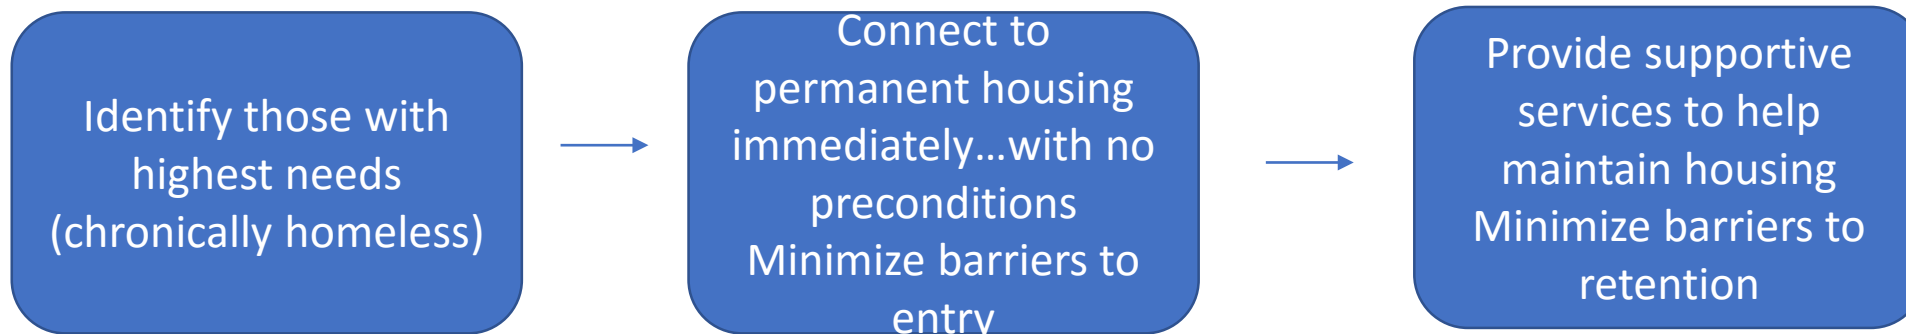 Identify those with
highest needs
(chronically homeless)
Connect to
permanent housing
immediately...with no
preconditions
Minimize barriers to
entry
Provide supportive
services to help
maintain housing
Minimize barriers to
retention